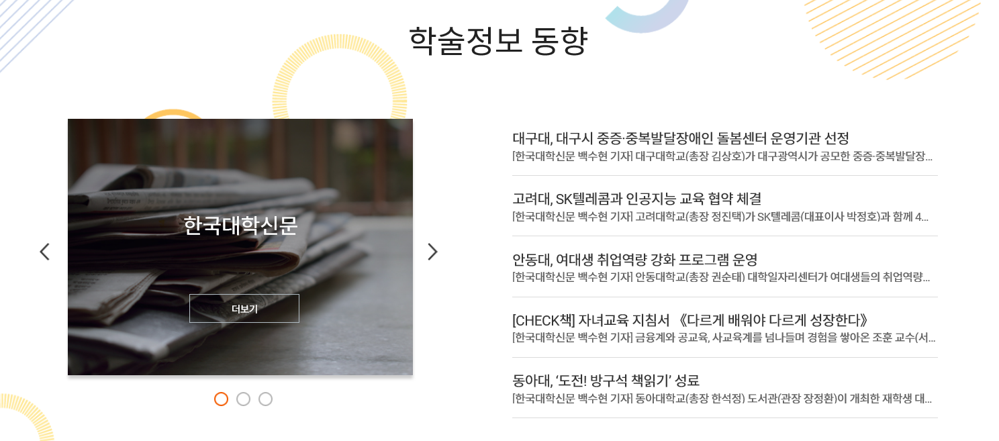 학술정보 동향
한국대학신문
더보기
대구대, 대구시 중증·중복발달장애인 돌봄센터 운영기관 선정
[한국대학신문 백수현 기자] 대구대학교(총장 김상호)가 대구광역시가 공모한 중증·중복발달장...
고려대, SK텔레콤과 인공지능 교육 협약 체결
[한국대학신문 백수현 기자] 고려대학교(총장 정진택)가 SK텔레콤(대표이사 박정호)과 함께 4...
안동대, 여대생 취업역량 강화 프로그램 운영
[한국대학신문 백수현 기자] 안동대학교(총장 권순태) 대학일자리센터가 여대생들의 취업역량...
[CHECK책] 자녀교육 지침서 《다르게 배워야 다르게 성장한다》
[한국대학신문 백수현 기자] 금융계와 공교육, 사교육계를 넘나들며 경험을 쌓아온 조훈 교수(서...
동아대, ‘도전! 방구석 책읽기’ 성료
[한국대학신문 백수현 기자] 동아대학교(총장 한석정) 도서관(관장 장정환)이 개최한 재학생 대...